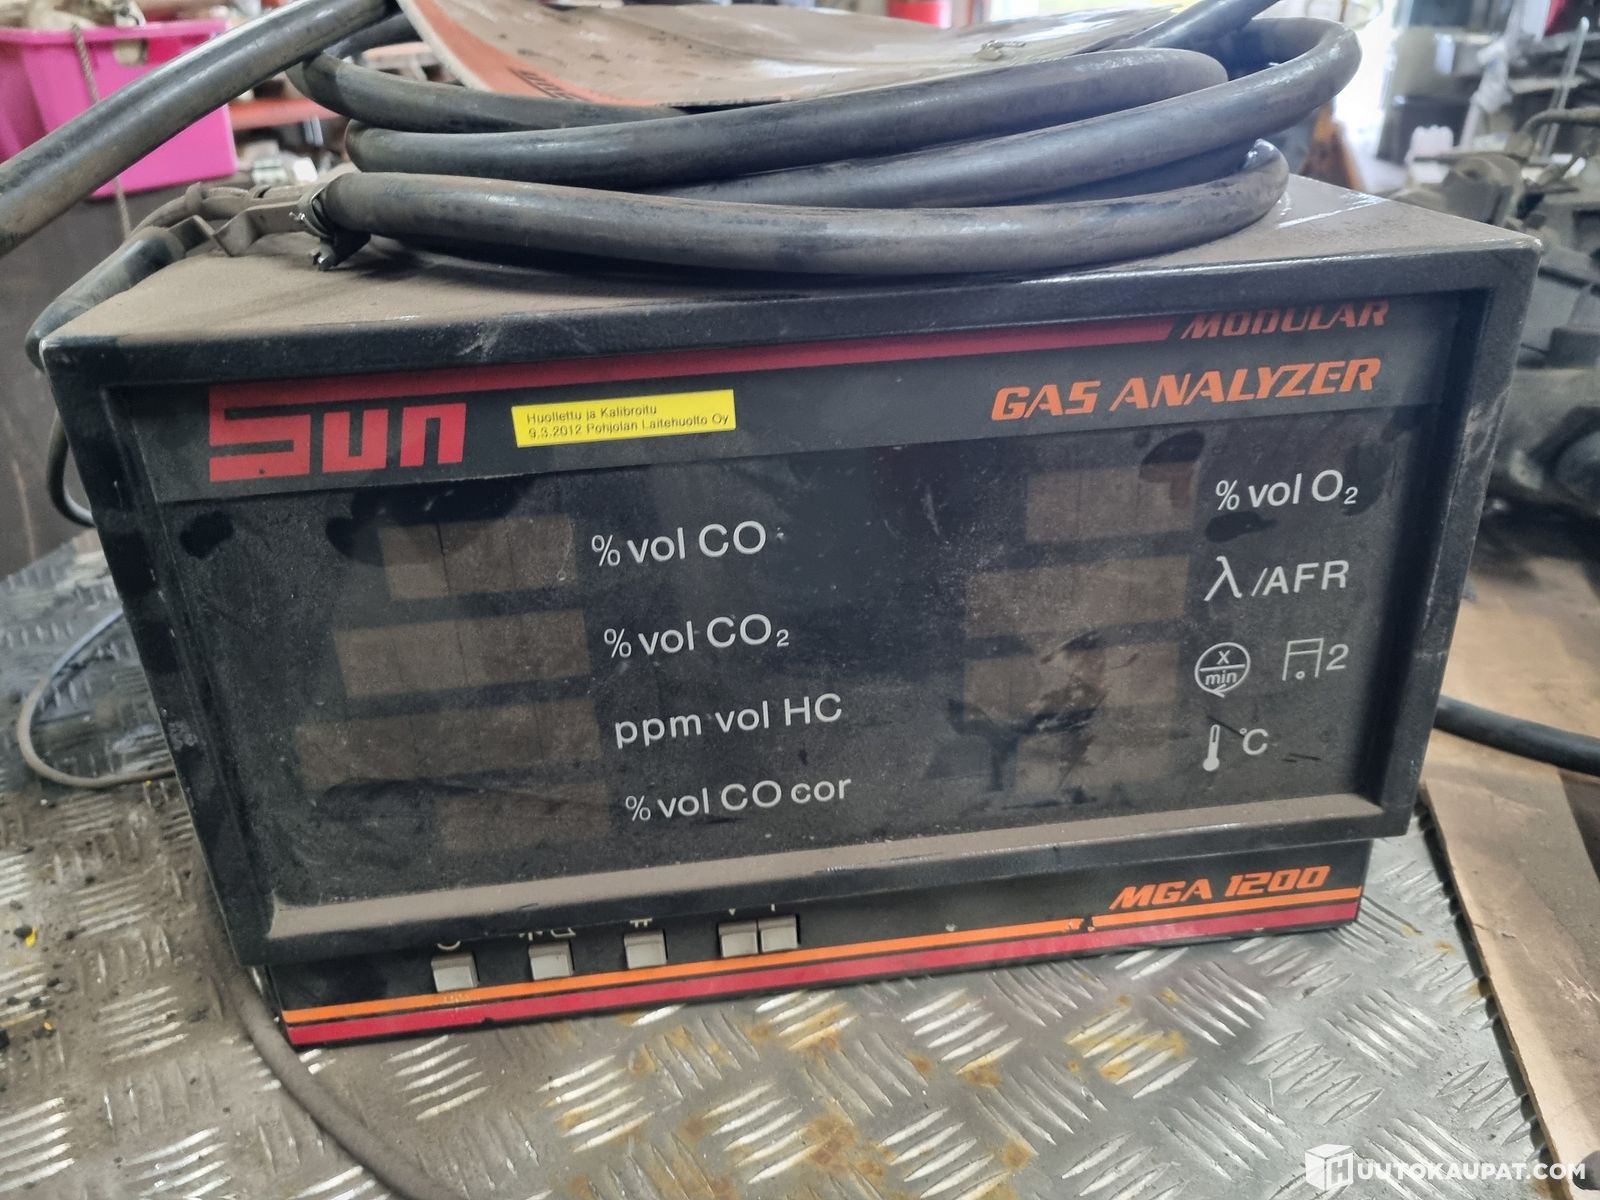 MODULAR
GAS ANALYZER
Sun
Huollettu ja Kalibroitu
9.3.2012 Pohjolan Laitehuolto Oy
% vol CO
% vol CO₂
ppm vol HC
% vol CO cor
% vol O₂
λ/AFR
x
min
2
°C
MGA 1200
HUUTOKAUPAT.COM